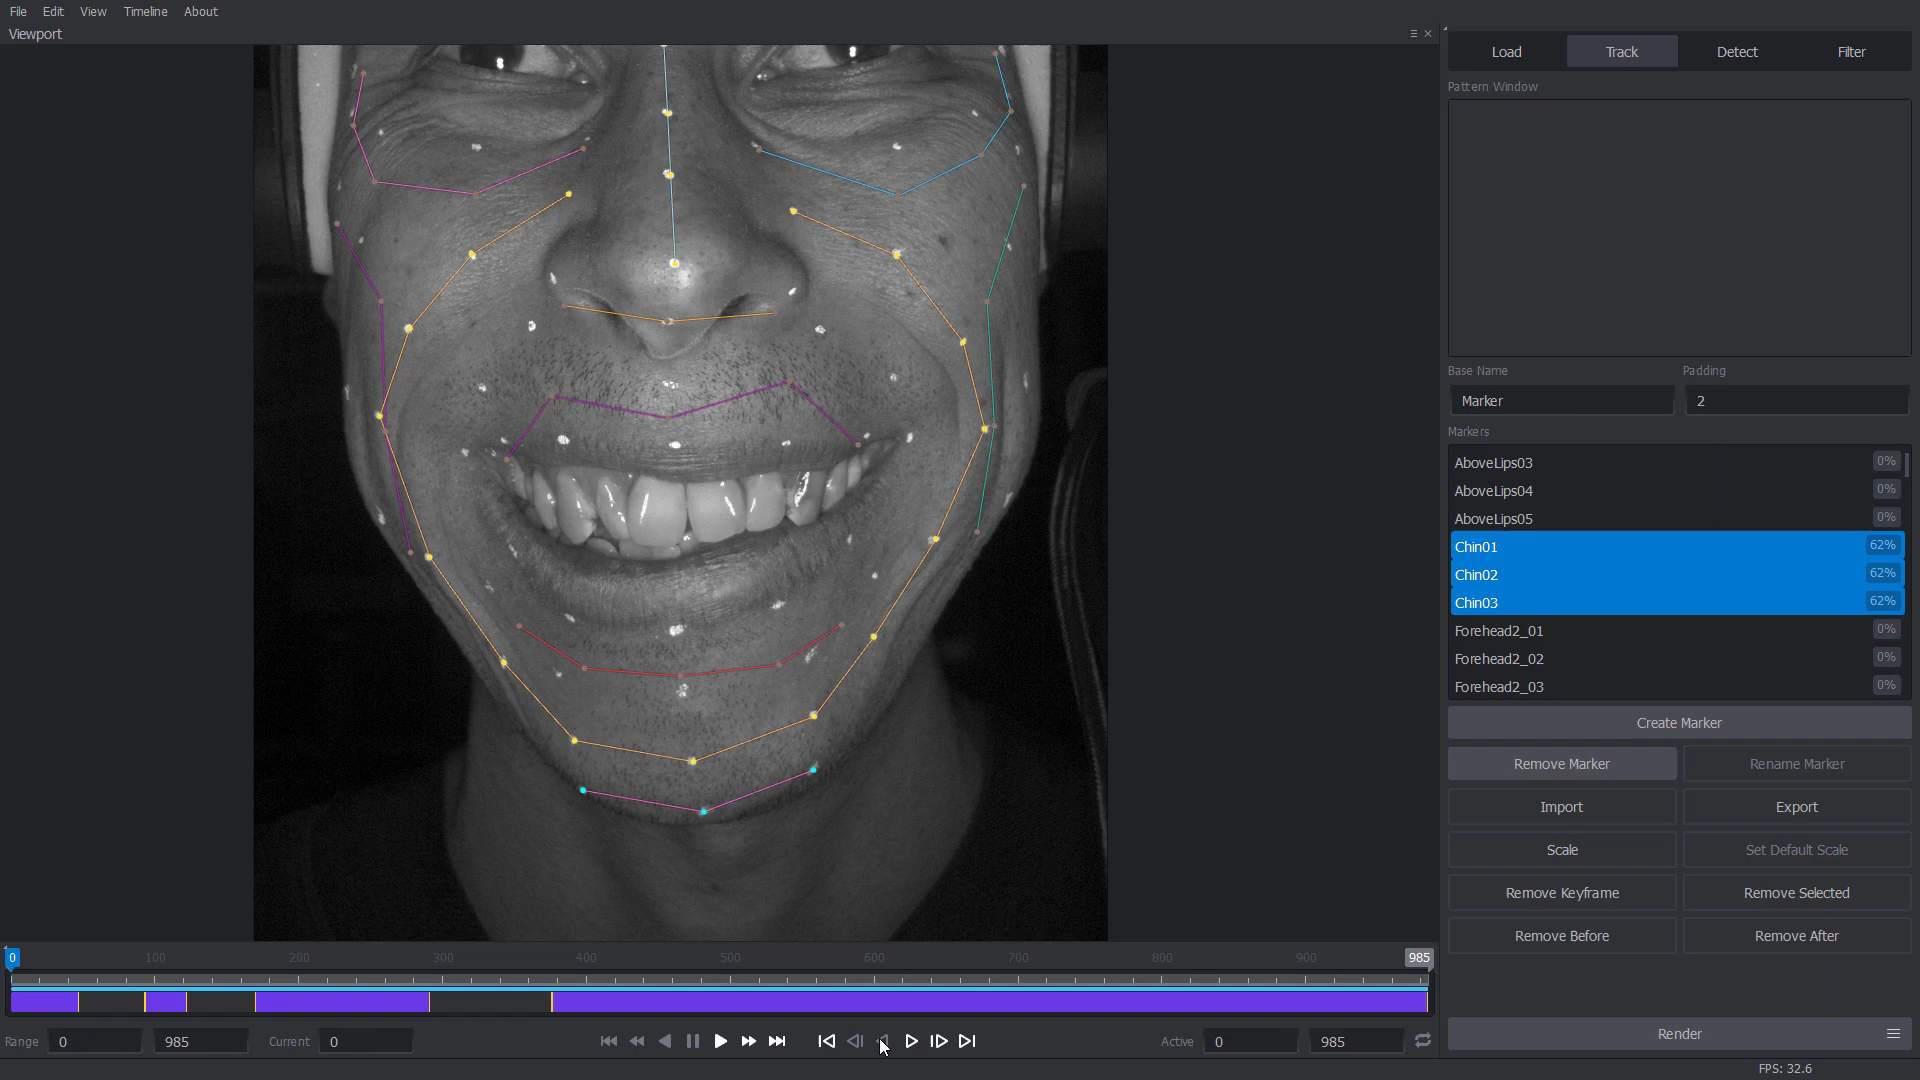 File Edit View Timeline About
Viewport
Load Track Detect Filter
Pattern Window
Base Name Padding
Marker 2
Markers
AboveLips03 0%
AboveLips04 0%
AboveLips05 0%
Chin01 62%
Chin02 62%
Chin03 62%
Forehead2_01 0%
Forehead2_02 0%
Forehead2_03 0%
Create Marker
Remove Marker Rename Marker
Import Export
Scale Set Default Scale
Remove Keyframe Remove Selected
Remove Before Remove After
0 100 200 300 400 500 600 700 800 900 985
Range 0 985 Current 0 Active 0 985
Render
FPS: 32.6